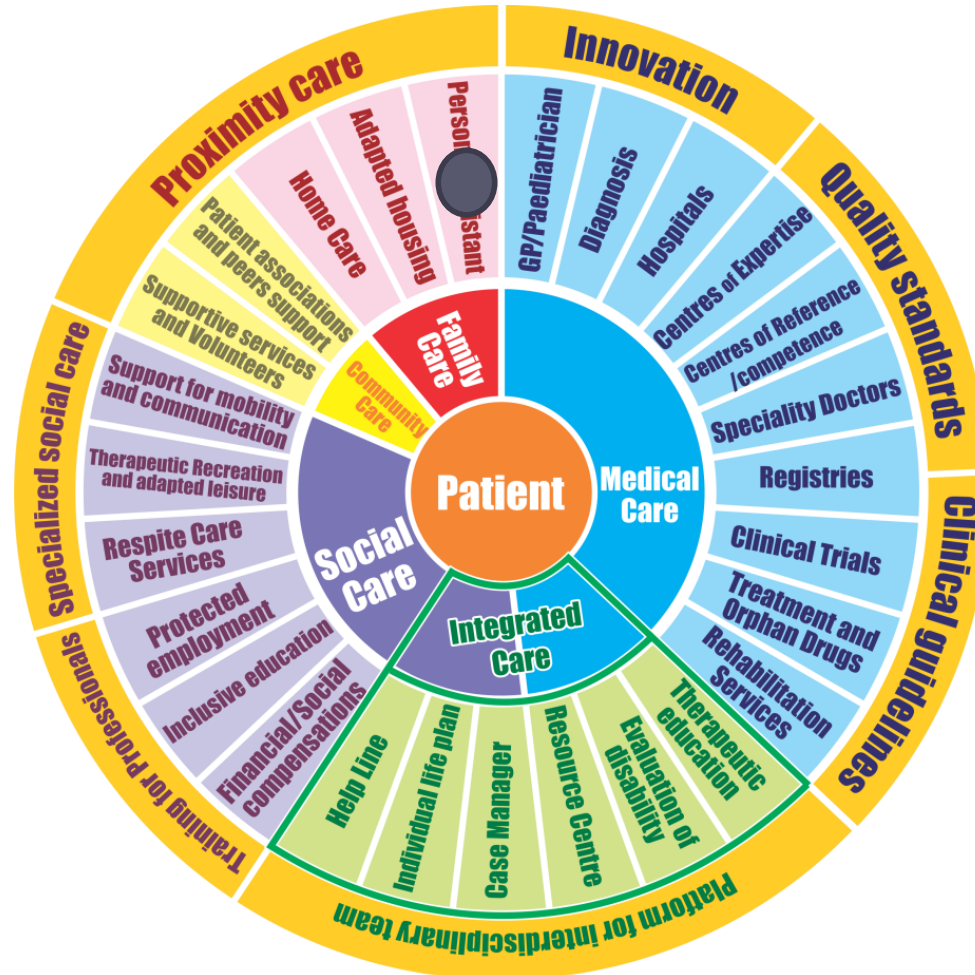 Proximity care
Innovation
Quality standards
Clinical guidelines
Platform for interdisciplinary team
Training for Professionals
Specialized social care
GP/Paediatrician
Diagnosis
Hospitals
Centres of Expertise
Centres of Reference
/competence
Speciality Doctors
Registries
Clinical Trials
Treatment and
Orphan Drugs
Rehabilitation
Services
Therapeutic
education
Evaluation of
disability
Resource Centre
Case Manager
Individual life plan
Help Line
Financial/Social
compensations
Inclusive education
Protected
employment
Respite Care
Services
Therapeutic Recreation
and adapted leisure
Support for mobility
and communication
Supportive services
and Volunteers
Patient associations
and peers support
Home Care
Adapted housing
Family
Care
Community
Care
Social
Care
Integrated
Care
Medical
Care
Patient